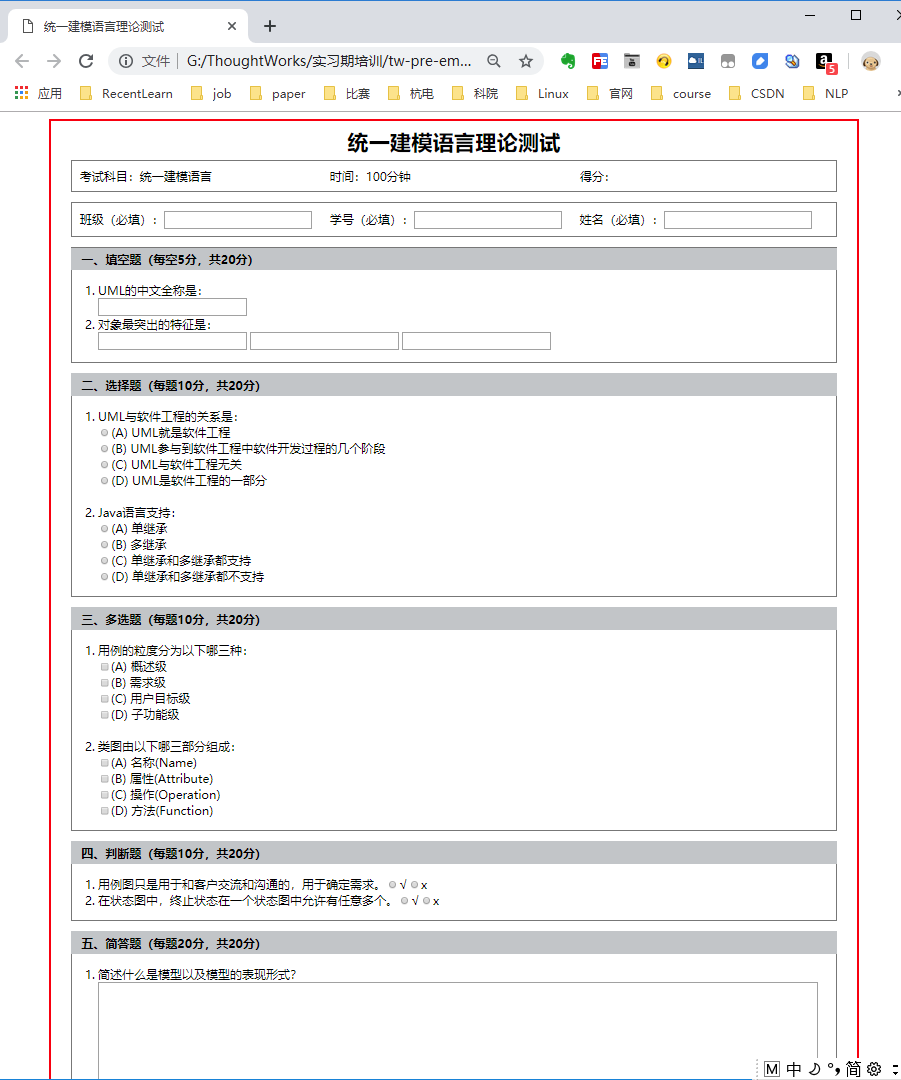 统一建模语言理论测试
文件 G:/ThoughtWorks/实习期培训/tw-pre-em...
应用 RecentLearn job paper 比赛 杭电 科院 Linux 官网 course CSDN NLP
统一建模语言理论测试
考试科目：统一建模语言 时间：100分钟 得分：
班级（必填）： 学号（必填）： 姓名（必填）：
一、填空题（每空5分，共20分）
1. UML的中文全称是：
2. 对象最突出的特征是：
二、选择题（每题10分，共20分）
1. UML与软件工程的关系是：
(A) UML就是软件工程
(B) UML参与到软件工程中软件开发过程的几个阶段
(C) UML与软件工程无关
(D) UML是软件工程的一部分
2. Java语言支持：
(A) 单继承
(B) 多继承
(C) 单继承和多继承都支持
(D) 单继承和多继承都不支持
三、多选题（每题10分，共20分）
1. 用例的粒度分为以下哪三种：
(A) 概述级
(B) 需求级
(C) 用户目标级
(D) 子功能级
2. 类图由以下哪三部分组成：
(A) 名称(Name)
(B) 属性(Attribute)
(C) 操作(Operation)
(D) 方法(Function)
四、判断题（每题10分，共20分）
1. 用例图只是用于和客户交流和沟通的，用于确定需求。 √ x
2. 在状态图中，终止状态在一个状态图中允许有任意多个。 √ x
五、简答题（每题20分，共20分）
1. 简述什么是模型以及模型的表现形式？
M 中 简